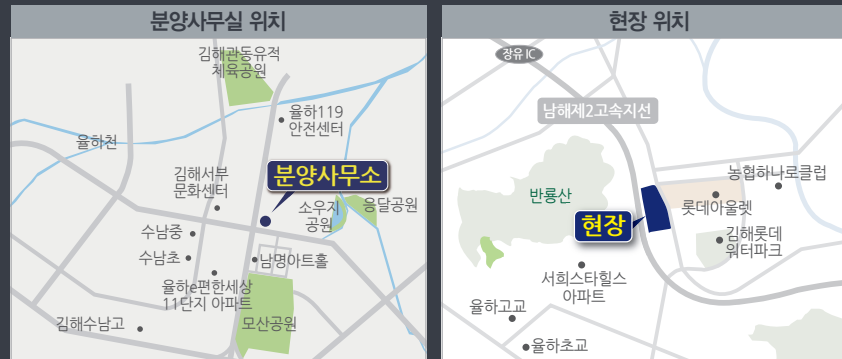 분양사무실 위치
김해관동유적
체육공원
율하119
안전센터
율하천
김해서부
문화센터
분양사무소
소우지
공원
응달공원
수남중
수남초
남명아트홀
율하e편한세상
11단지 아파트
김해수남고
모산공원
현장 위치
장유 IC
남해제2고속지선
반룡산
농협하나로클럽
롯데아울렛
현장
김해롯데
워터파크
서희스타힐스
아파트
율하고교
율하초교